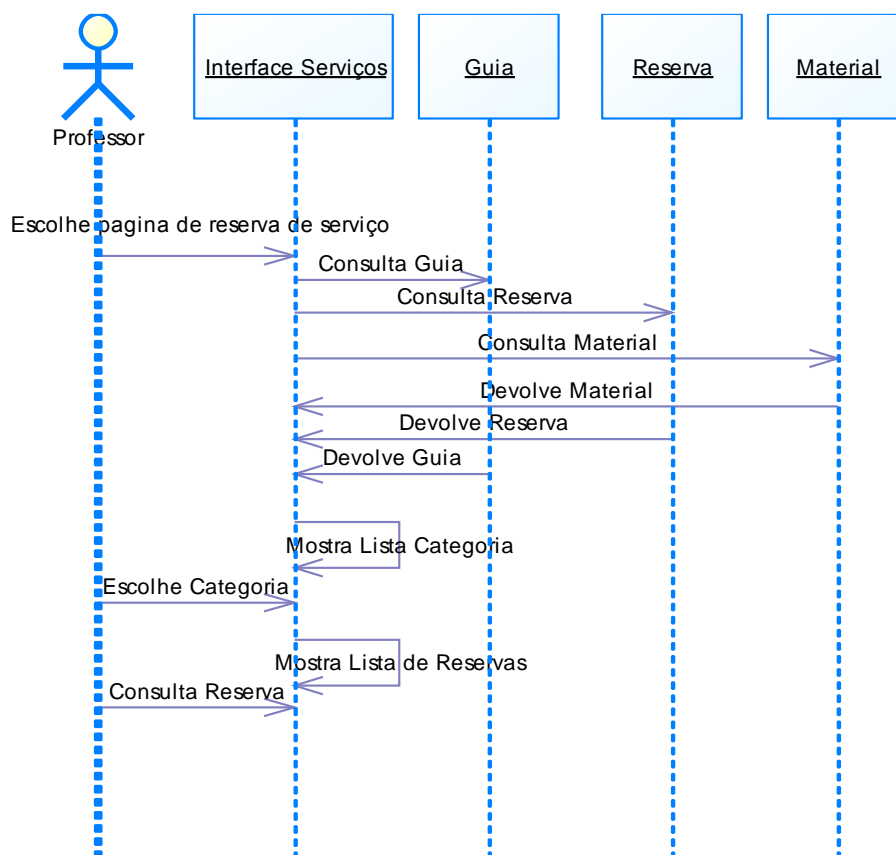 Interface Serviços
Guia
Reserva
Material
Professor
Escolhe pagina de reserva de serviço
Consulta Guia
Consulta Reserva
Consulta Material
Devolve Material
Devolve Reserva
Devolve Guia
Mostra Lista Categoria
Escolhe Categoria
Mostra Lista de Reservas
Consulta Reserva